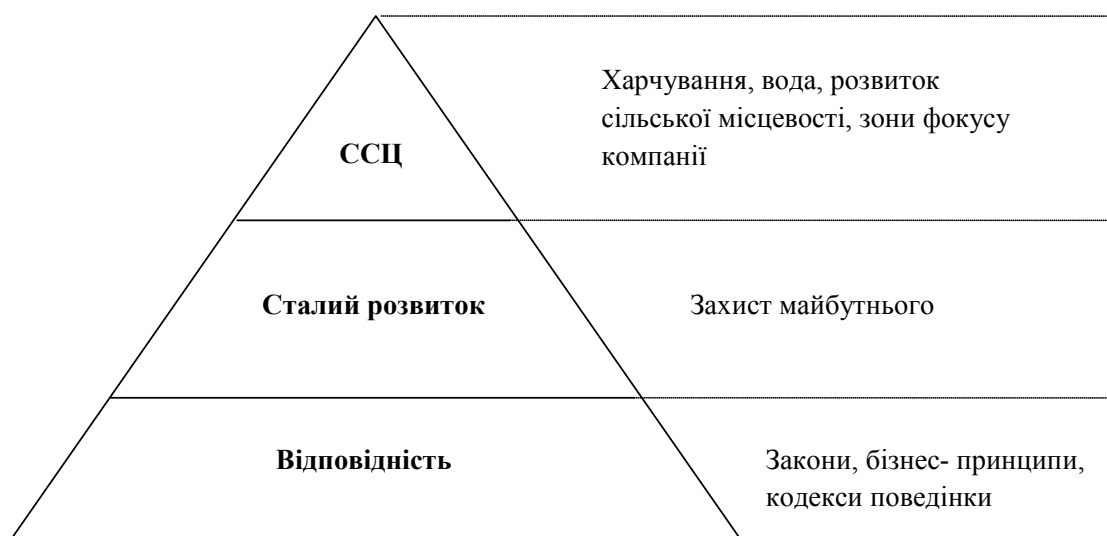 Харчування, вода, розвиток
сільської місцевості, зони фокусу
компанії
ССЦ
Сталий розвиток
Захист майбутнього
Відповідність
Закони, бізнес- принципи,
кодекси поведінки